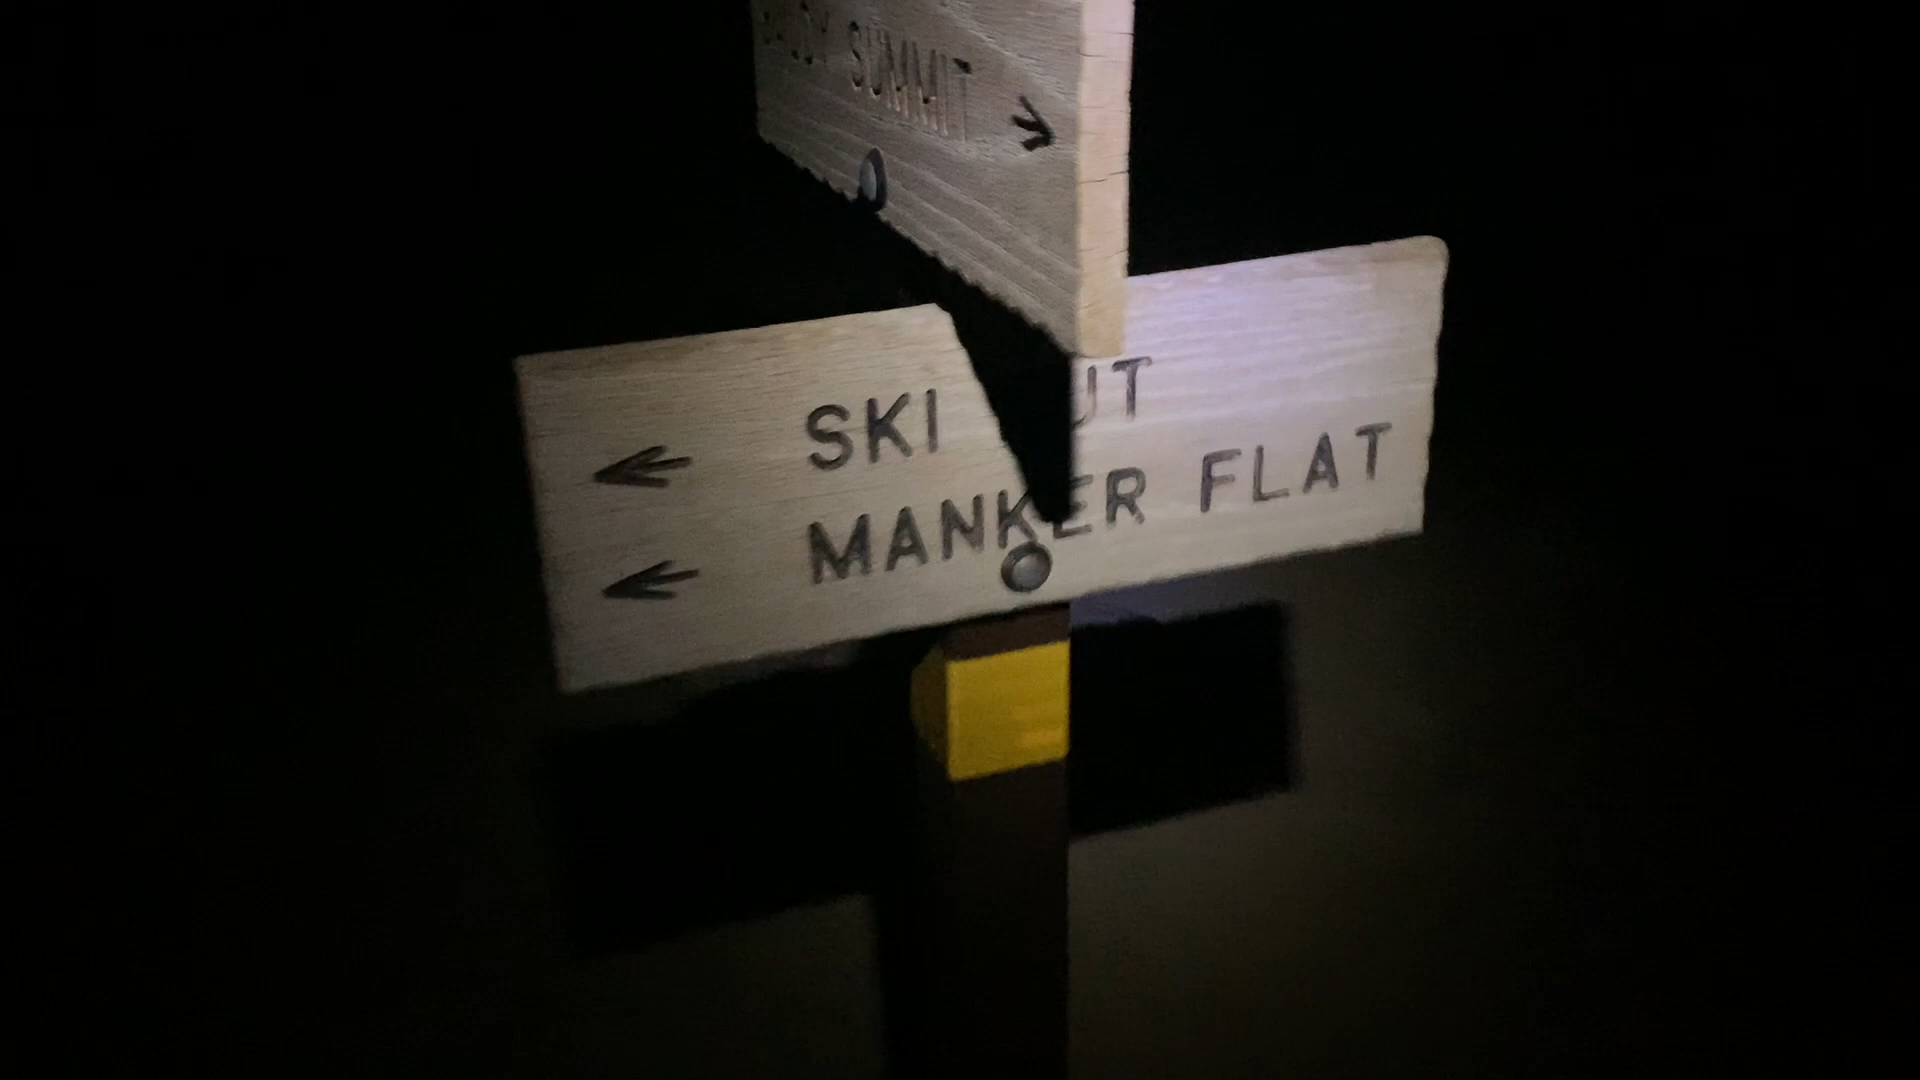 SUMMIT →
← SKI
← MANKER FLAT